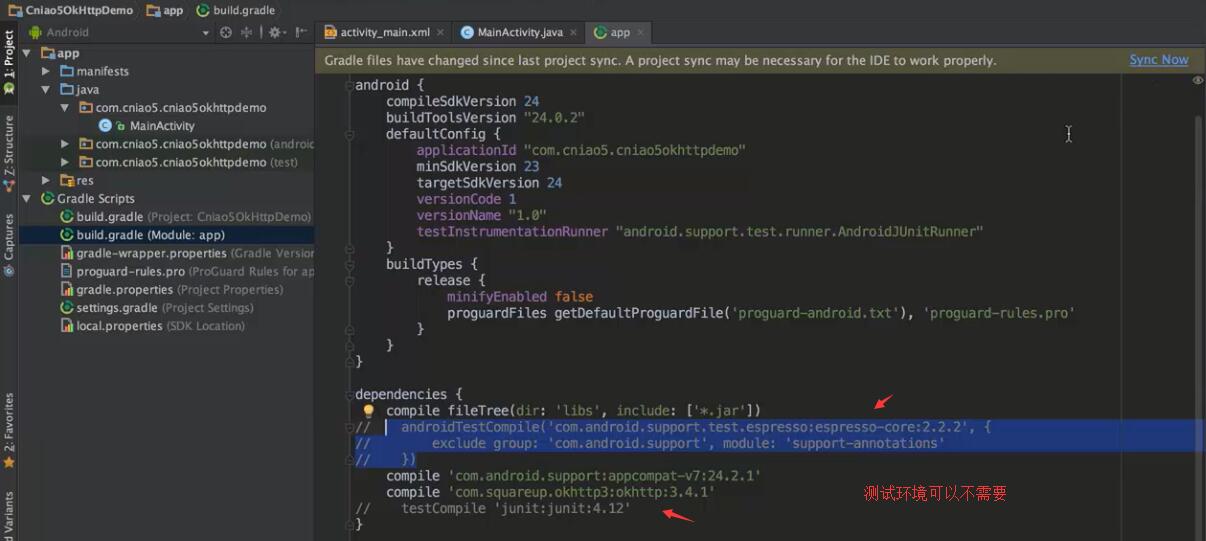 Cniao5OkHttpDemo app build.gradle
Android
activity_main.xml MainActivity.java app
1: Project
Z: Structure
Captures
2: Favorites
d Variants
app
manifests
java
com.cniao5.cniao5okhttpdemo
MainActivity
com.cniao5.cniao5okhttpdemo (android
com.cniao5.cniao5okhttpdemo (test)
res
Gradle Scripts
build.gradle (Project: Cniao5OkHttpDemo)
build.gradle (Module: app)
gradle-wrapper.properties (Gradle Version
proguard-rules.pro (ProGuard Rules for ap
gradle.properties (Project Properties)
settings.gradle (Project Settings)
local.properties (SDK Location)
Gradle files have changed since last project sync. A project sync may be necessary for the IDE to work properly. Sync Now
android {
compileSdkVersion 24
buildToolsVersion "24.0.2"
defaultConfig {
applicationId "com.cniao5.cniao5okhttpdemo"
minSdkVersion 23
targetSdkVersion 24
versionCode 1
versionName "1.0"
testInstrumentationRunner "android.support.test.runner.AndroidJUnitRunner"
}
buildTypes {
release {
minifyEnabled false
proguardFiles getDefaultProguardFile('proguard-android.txt'), 'proguard-rules.pro'
}
}
}
dependencies {
compile fileTree(dir: 'libs', include: ['*.jar'])
// androidTestCompile('com.android.support.test.espresso:espresso-core:2.2.2', {
// exclude group: 'com.android.support', module: 'support-annotations'
// })
compile 'com.android.support:appcompat-v7:24.2.1'
compile 'com.squareup.okhttp3:okhttp:3.4.1'
测试环境可以不需要
// testCompile 'junit:junit:4.12'
}